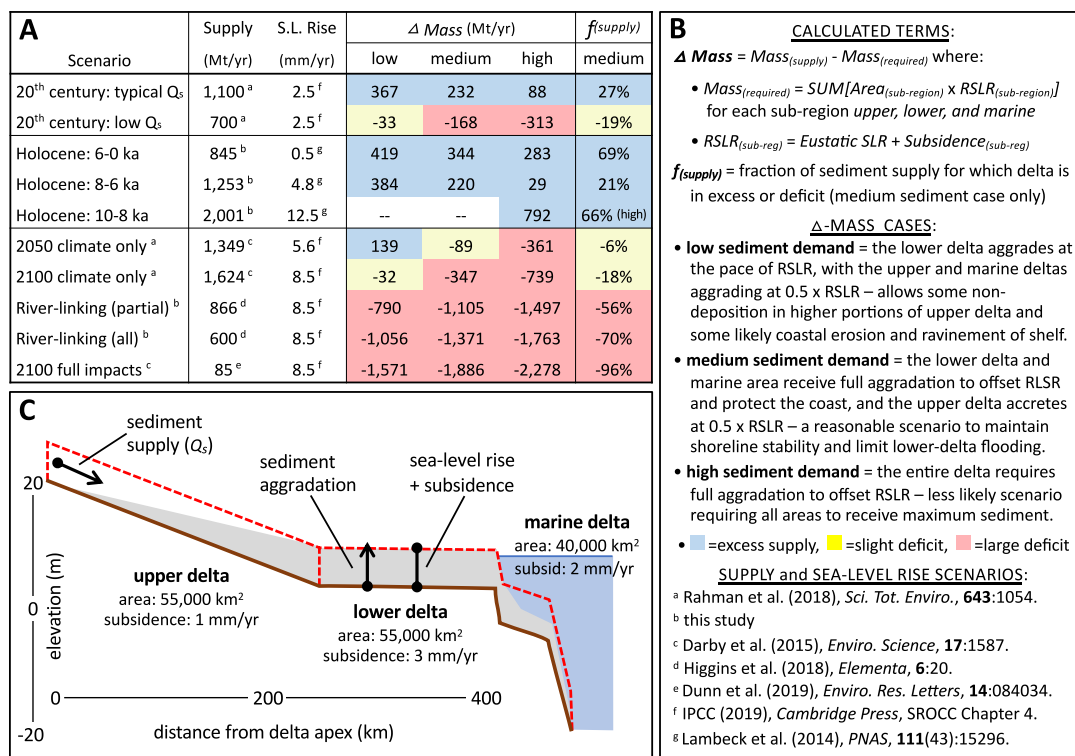 A
Supply S.L. Rise Δ Mass (Mt/yr) f(supply)
Scenario (Mt/yr) (mm/yr) low medium high medium
20th century: typical Qs 1,100 a 2.5 f 367 232 88 27%
20th century: low Qs 700 a 2.5 f -33 -168 -313 -19%
Holocene: 6-0 ka 845 b 0.5 g 419 344 283 69%
Holocene: 8-6 ka 1,253 b 4.8 g 384 220 29 21%
Holocene: 10-8 ka 2,001 b 12.5 g -- -- 792 66% (high)
2050 climate only a 1,349 c 5.6 f 139 -89 -361 -6%
2100 climate only a 1,624 c 8.5 f -32 -347 -739 -18%
River-linking (partial) b 866 d 8.5 f -790 -1,105 -1,497 -56%
River-linking (all) b 600 d 8.5 f -1,056 -1,371 -1,763 -70%
2100 full impacts c 85 e 8.5 f -1,571 -1,886 -2,278 -96%
B
CALCULATED TERMS:
Δ Mass = Mass(supply) - Mass(required) where:
• Mass(required) = SUM[Area(sub-region) x RSLR(sub-region)]
for each sub-region upper, lower, and marine
• RSLR(sub-reg) = Eustatic SLR + Subsidence(sub-reg)
f(supply) = fraction of sediment supply for which delta is
in excess or deficit (medium sediment case only)
△-MASS CASES:
• low sediment demand = the lower delta aggrades at
the pace of RSLR, with the upper and marine deltas
aggrading at 0.5 x RSLR – allows some non-
deposition in higher portions of upper delta and
some likely coastal erosion and ravinement of shelf.
• medium sediment demand = the lower delta and
marine area receive full aggradation to offset RLSR
and protect the coast, and the upper delta accretes
at 0.5 x RSLR – a reasonable scenario to maintain
shoreline stability and limit lower-delta flooding.
• high sediment demand = the entire delta requires
full aggradation to offset RSLR – less likely scenario
requiring all areas to receive maximum sediment.
• =excess supply, =slight deficit, =large deficit
SUPPLY and SEA-LEVEL RISE SCENARIOS:
a Rahman et al. (2018), Sci. Tot. Enviro., 643:1054.
b this study
c Darby et al. (2015), Enviro. Science, 17:1587.
d Higgins et al. (2018), Elementa, 6:20.
e Dunn et al. (2019), Enviro. Res. Letters, 14:084034.
f IPCC (2019), Cambridge Press, SROCC Chapter 4.
g Lambeck et al. (2014), PNAS, 111(43):15296.
C
sediment
supply (Qs)
sediment
aggradation
sea-level rise
+ subsidence
marine delta
area: 40,000 km2
subsid: 2 mm/yr
upper delta
area: 55,000 km2
subsidence: 1 mm/yr
lower delta
area: 55,000 km2
subsidence: 3 mm/yr
20
0
-20
elevation (m)
0 200 400
distance from delta apex (km)